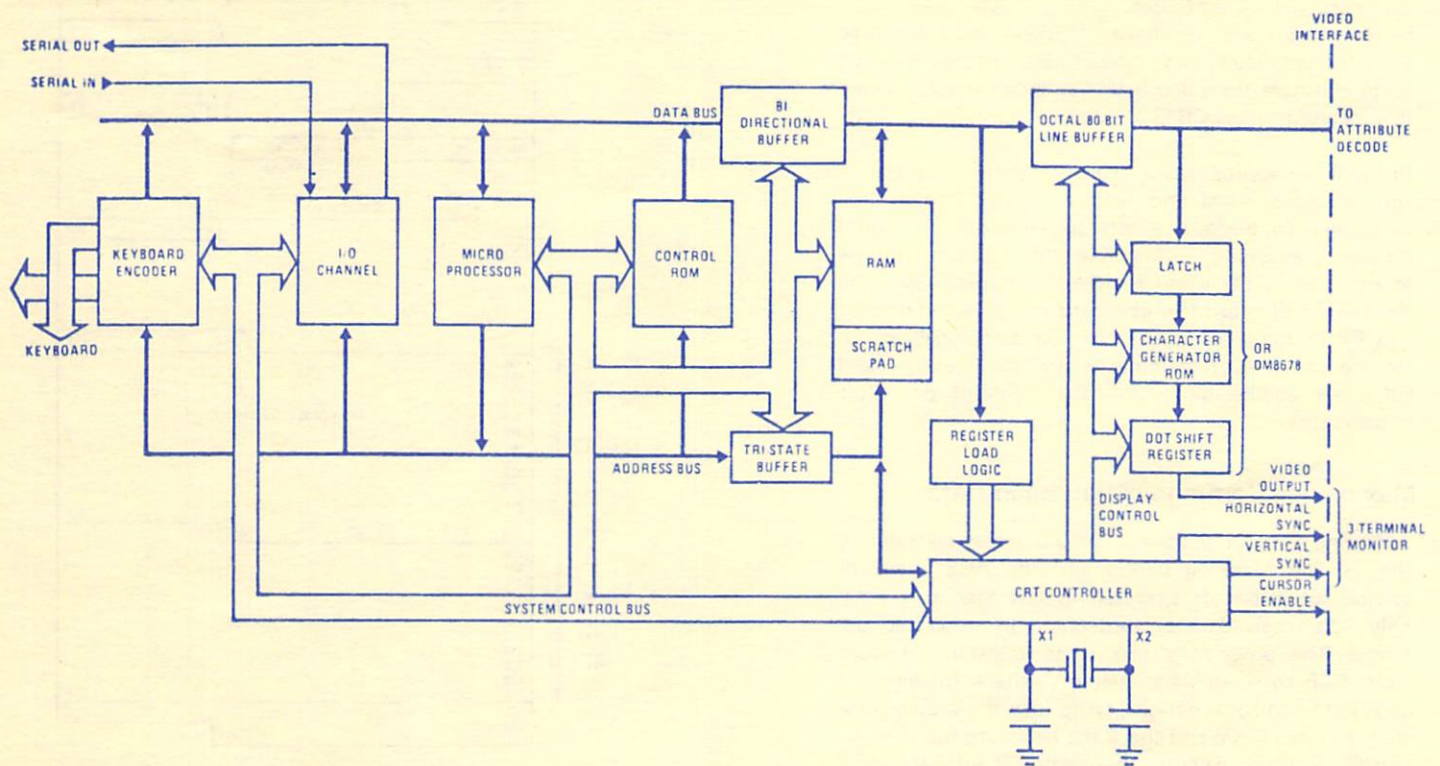 VIDEO
INTERFACE
SERIAL OUT
SERIAL IN
DATA BUS
BI
DIRECTIONAL
BUFFER
OCTAL 80 BIT
LINE BUFFER
TO
ATTRIBUTE
DECODE
KEYBOARD
ENCODER
I/O
CHANNEL
MICRO
PROCESSOR
CONTROL
ROM
RAM
SCRATCH
PAD
LATCH
CHARACTER
GENERATOR
ROM
OR
DM8678
KEYBOARD
DOT SHIFT
REGISTER
REGISTER
LOAD
LOGIC
TRI STATE
BUFFER
ADDRESS BUS
DISPLAY
CONTROL
BUS
VIDEO
OUTPUT
HORIZONTAL
SYNC
VERTICAL
SYNC
CURSOR
ENABLE
3 TERMINAL
MONITOR
CRT CONTROLLER
SYSTEM CONTROL BUS
X1
X2